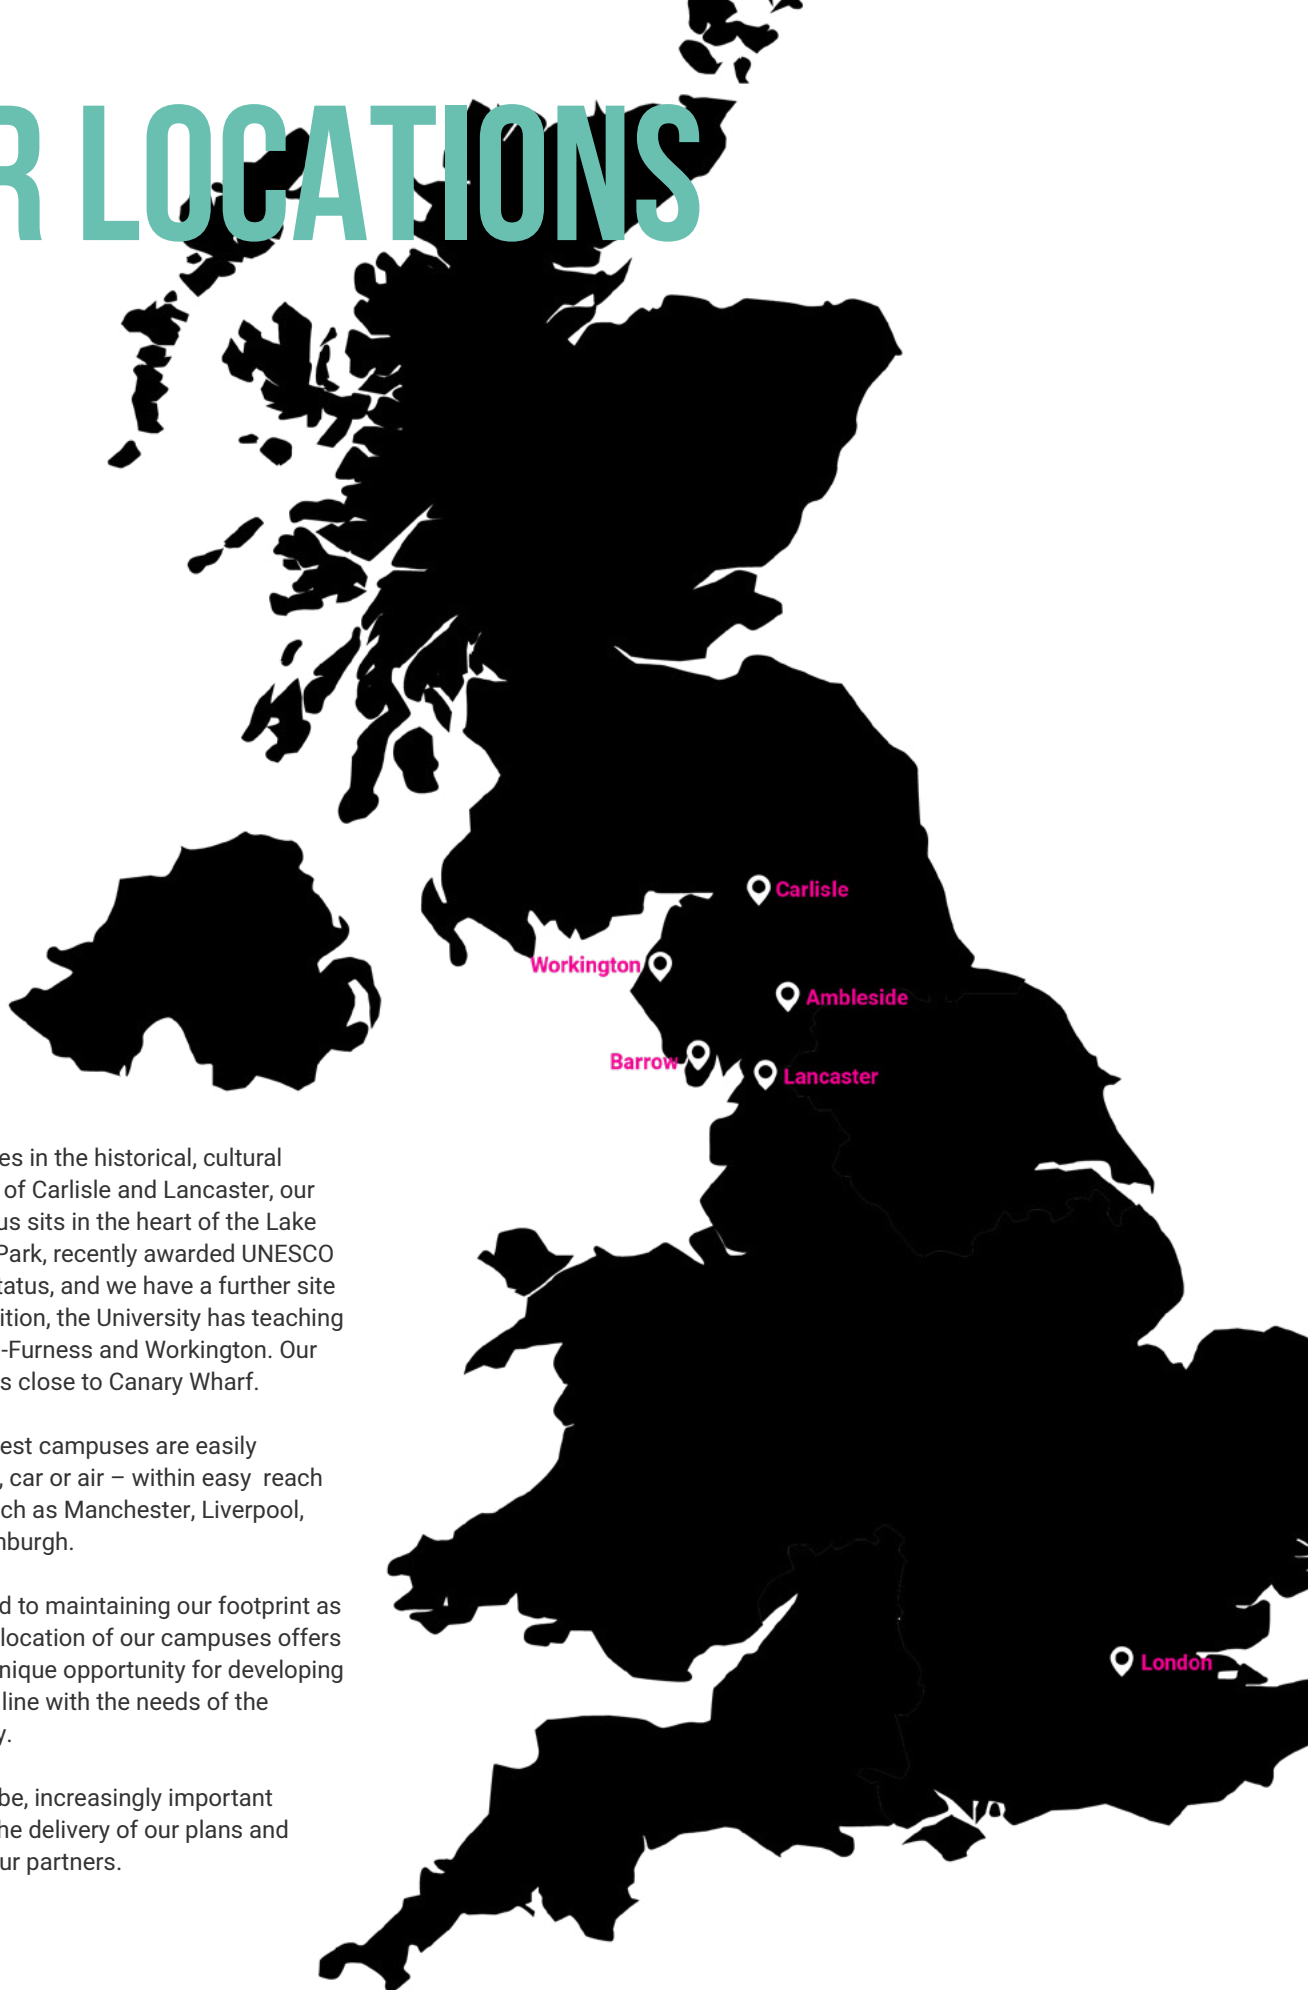 R LOCATIONS
Carlisle
Workington
Ambleside
Barrow
Lancaster
es in the historical, cultural
of Carlisle and Lancaster, our
us sits in the heart of the Lake
Park, recently awarded UNESCO
tatus, and we have a further site
ition, the University has teaching
-Furness and Workington. Our
s close to Canary Wharf.
est campuses are easily
, car or air – within easy reach
ch as Manchester, Liverpool,
nburgh.
d to maintaining our footprint as
location of our campuses offers
nique opportunity for developing
line with the needs of the
y.
be, increasingly important
he delivery of our plans and
ur partners.
London